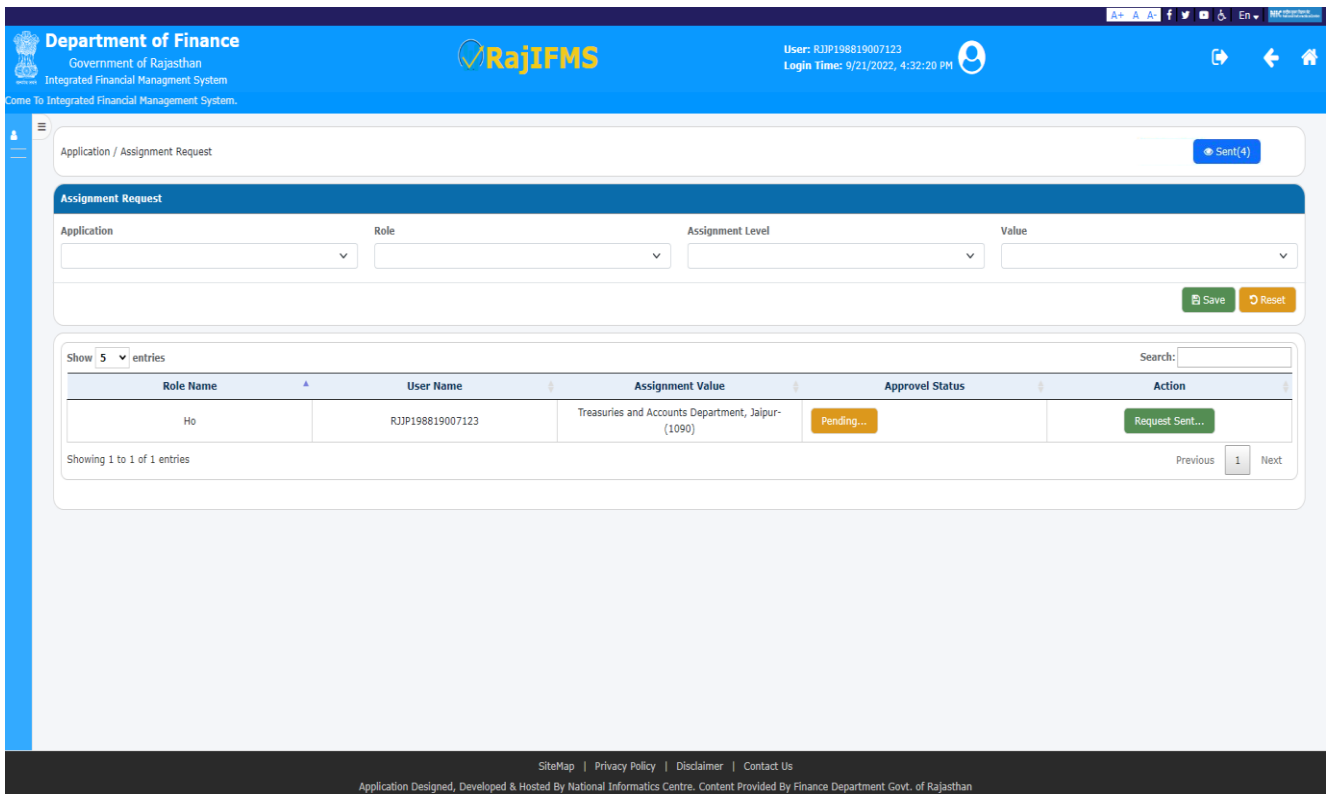 A+ A A- En
Department of Finance
Government of Rajasthan
Integrated Financial Managment System
RajIFMS
User: RJJP198819007123
Login Time: 9/21/2022, 4:32:20 PM
Come To Integrated Financial Management System.
Application / Assignment Request
Sent(4)
Assignment Request
Application Role Assignment Level Value
Save Reset
Show 5 entries Search:
Role Name User Name Assignment Value Approvel Status Action
Ho RJJP198819007123 Treasuries and Accounts Department, Jaipur- Pending... Request Sent...
(1090)
Showing 1 to 1 of 1 entries Previous 1 Next
SiteMap | Privacy Policy | Disclaimer | Contact Us
Application Designed, Developed & Hosted By National Informatics Centre. Content Provided By Finance Department Govt. of Rajasthan